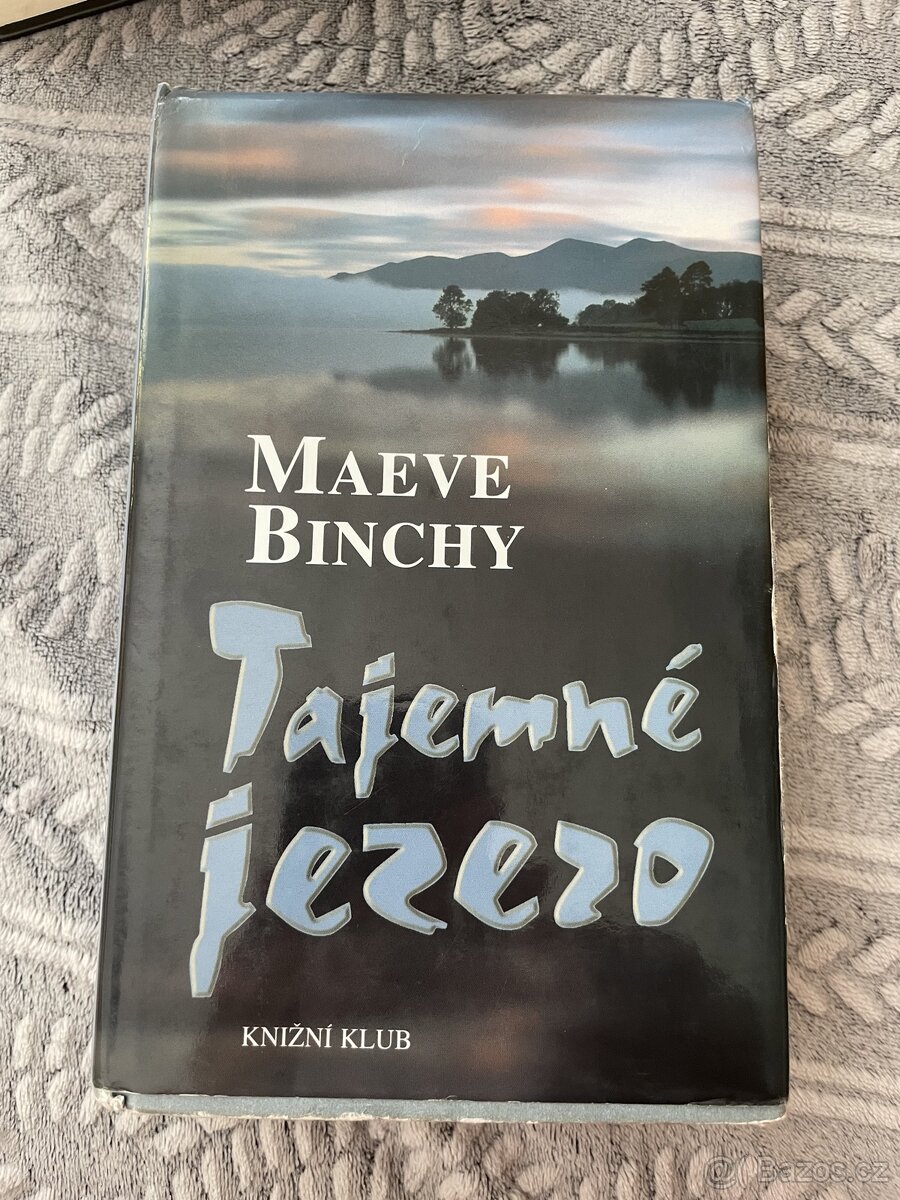 MAEVE
BINCHY
Tajemné
jezero
KNIŽNÍ KLUB
Bazos.cz